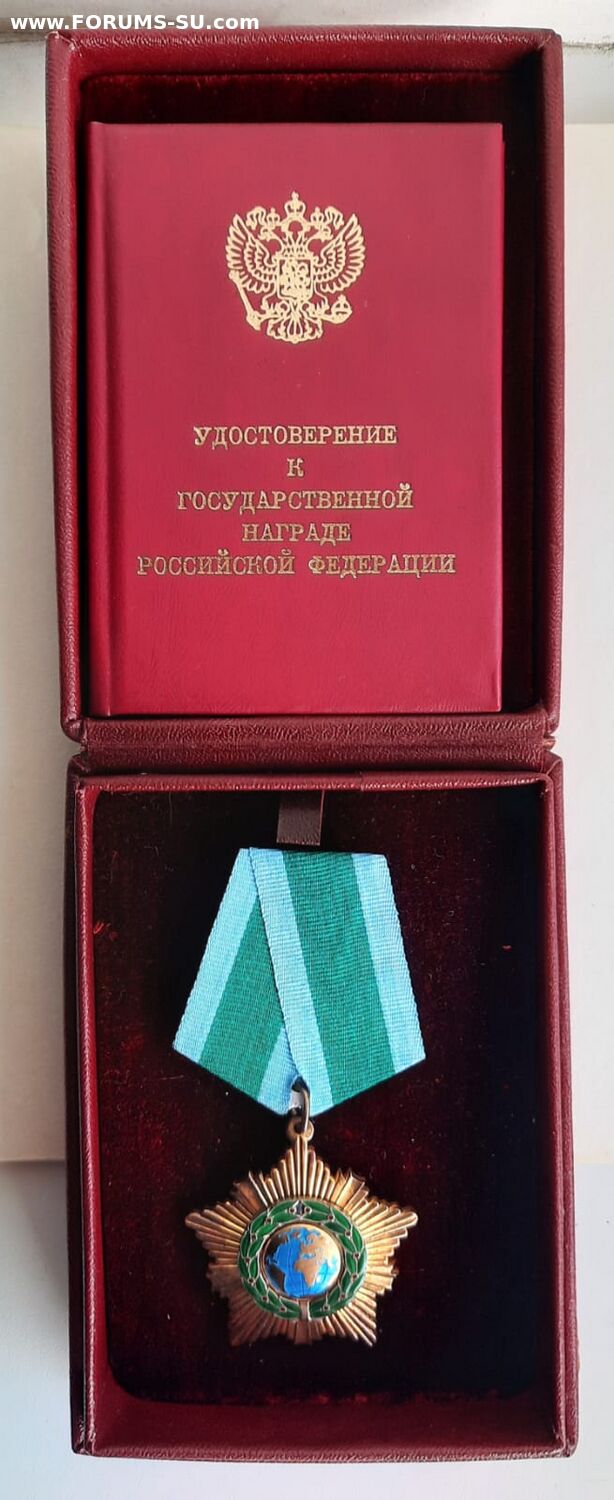 www.FORUMS-SU.com
УДОСТОВЕРЕНИЕ
К
ГОСУДАРСТВЕННОЙ
НАГРАДЕ
РОССИЙСКОЙ ФЕДЕРАЦИИ